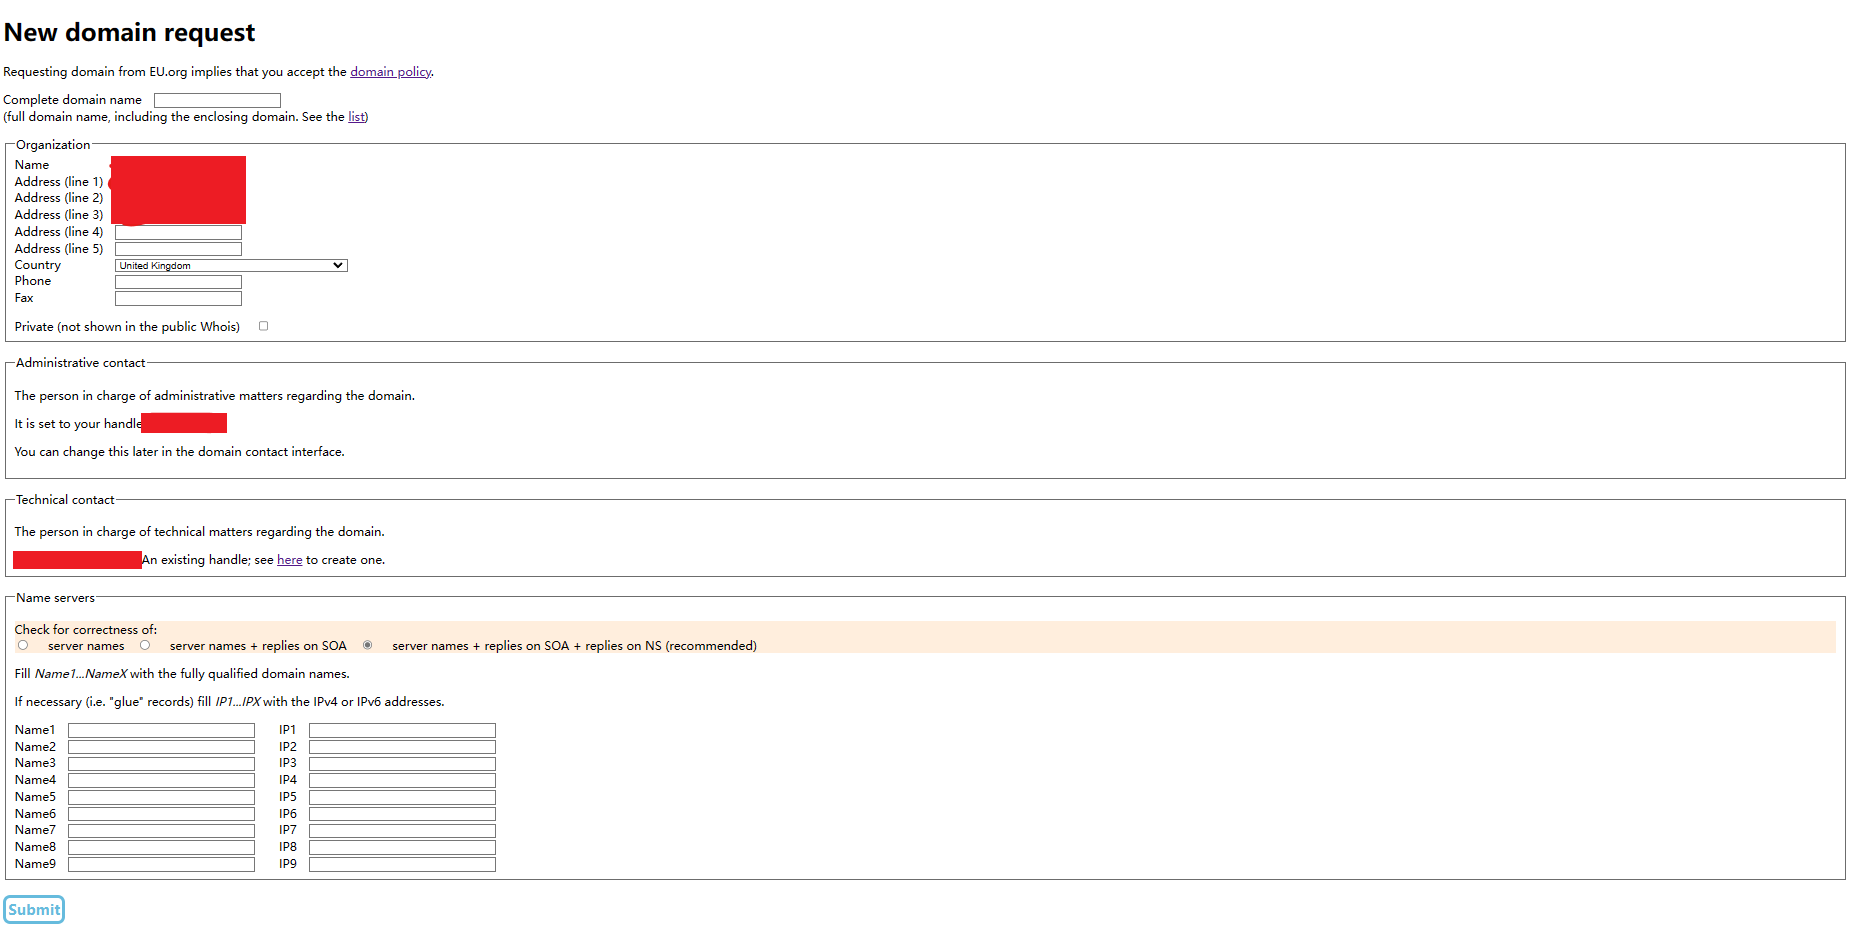 New domain request
Requesting domain from EU.org implies that you accept the domain policy.
Complete domain name
(full domain name, including the enclosing domain. See the list)
Organization
Name
Address (line 1)
Address (line 2)
Address (line 3)
Address (line 4)
Address (line 5)
Country United Kingdom
Phone
Fax
Private (not shown in the public Whois)
Administrative contact
The person in charge of administrative matters regarding the domain.
It is set to your handle
You can change this later in the domain contact interface.
Technical contact
The person in charge of technical matters regarding the domain.
An existing handle; see here to create one.
Name servers
Check for correctness of:
server names server names + replies on SOA server names + replies on SOA + replies on NS (recommended)
Fill Name1...NameX with the fully qualified domain names.
If necessary (i.e. "glue" records) fill IP1...IPX with the IPv4 or IPv6 addresses.
Name1 IP1
Name2 IP2
Name3 IP3
Name4 IP4
Name5 IP5
Name6 IP6
Name7 IP7
Name8 IP8
Name9 IP9
Submit